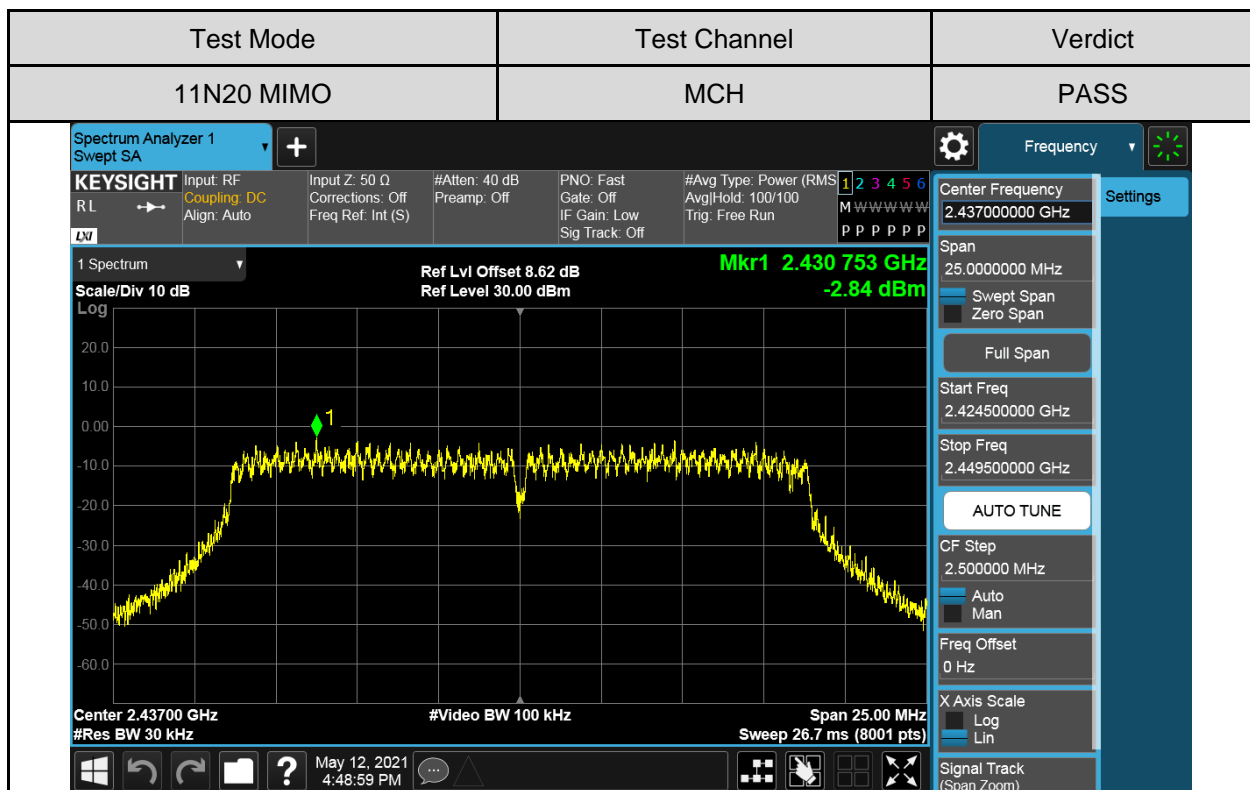 Test Mode Test Channel Verdict
11N20 MIMO MCH PASS
Spectrum Analyzer 1
Swept SA
Frequency
KEYSIGHT
R L
LXI
Input: RF
Coupling: DC
Align: Auto
Input Z: 50 Ω
Corrections: Off
Freq Ref: Int (S)
#Atten: 40 dB
Preamp: Off
PNO: Fast
Gate: Off
IF Gain: Low
Sig Track: Off
#Avg Type: Power (RMS
Avg|Hold: 100/100
Trig: Free Run
1 2 3 4 5 6
M W W W W W
P P P P P P
1 Spectrum
Scale/Div 10 dB
Log
Ref Lvl Offset 8.62 dB
Ref Level 30.00 dBm
Mkr1 2.430 753 GHz
-2.84 dBm
20.0
10.0
0.00
-10.0
-20.0
-30.0
-40.0
-50.0
-60.0
1
Center 2.43700 GHz
#Res BW 30 kHz
#Video BW 100 kHz
Span 25.00 MHz
Sweep 26.7 ms (8001 pts)
Center Frequency
2.437000000 GHz
Settings
Span
25.0000000 MHz
Swept Span
Zero Span
Full Span
Start Freq
2.424500000 GHz
Stop Freq
2.449500000 GHz
AUTO TUNE
CF Step
2.500000 MHz
Auto
Man
Freq Offset
0 Hz
X Axis Scale
Log
Lin
Signal Track
(Span Zoom)
?
May 12, 2021
4:48:59 PM